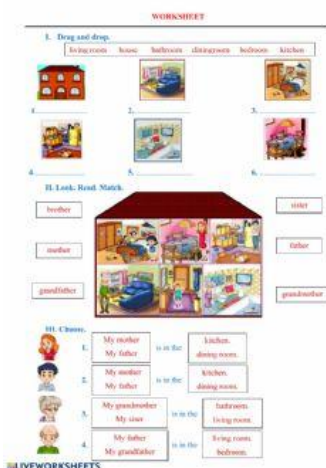 WORKSHEET
I. Drag and drop.
living room house bathroom diningroom bedroom kitchen
1.
2.
3.
4.
5.
6.
II. Look. Read. Match.
brother
sister
mother
father
grandfather
grandmother
III. Choose.
1. My mother is in the kitchen.
My father dining room.
2. My mother is in the kitchen.
My father dining room.
3. My grandmother is in the bathroom.
My sister living room.
4. My father is in the living room.
My grandfather bedroom.
LIVEWORKSHEETS